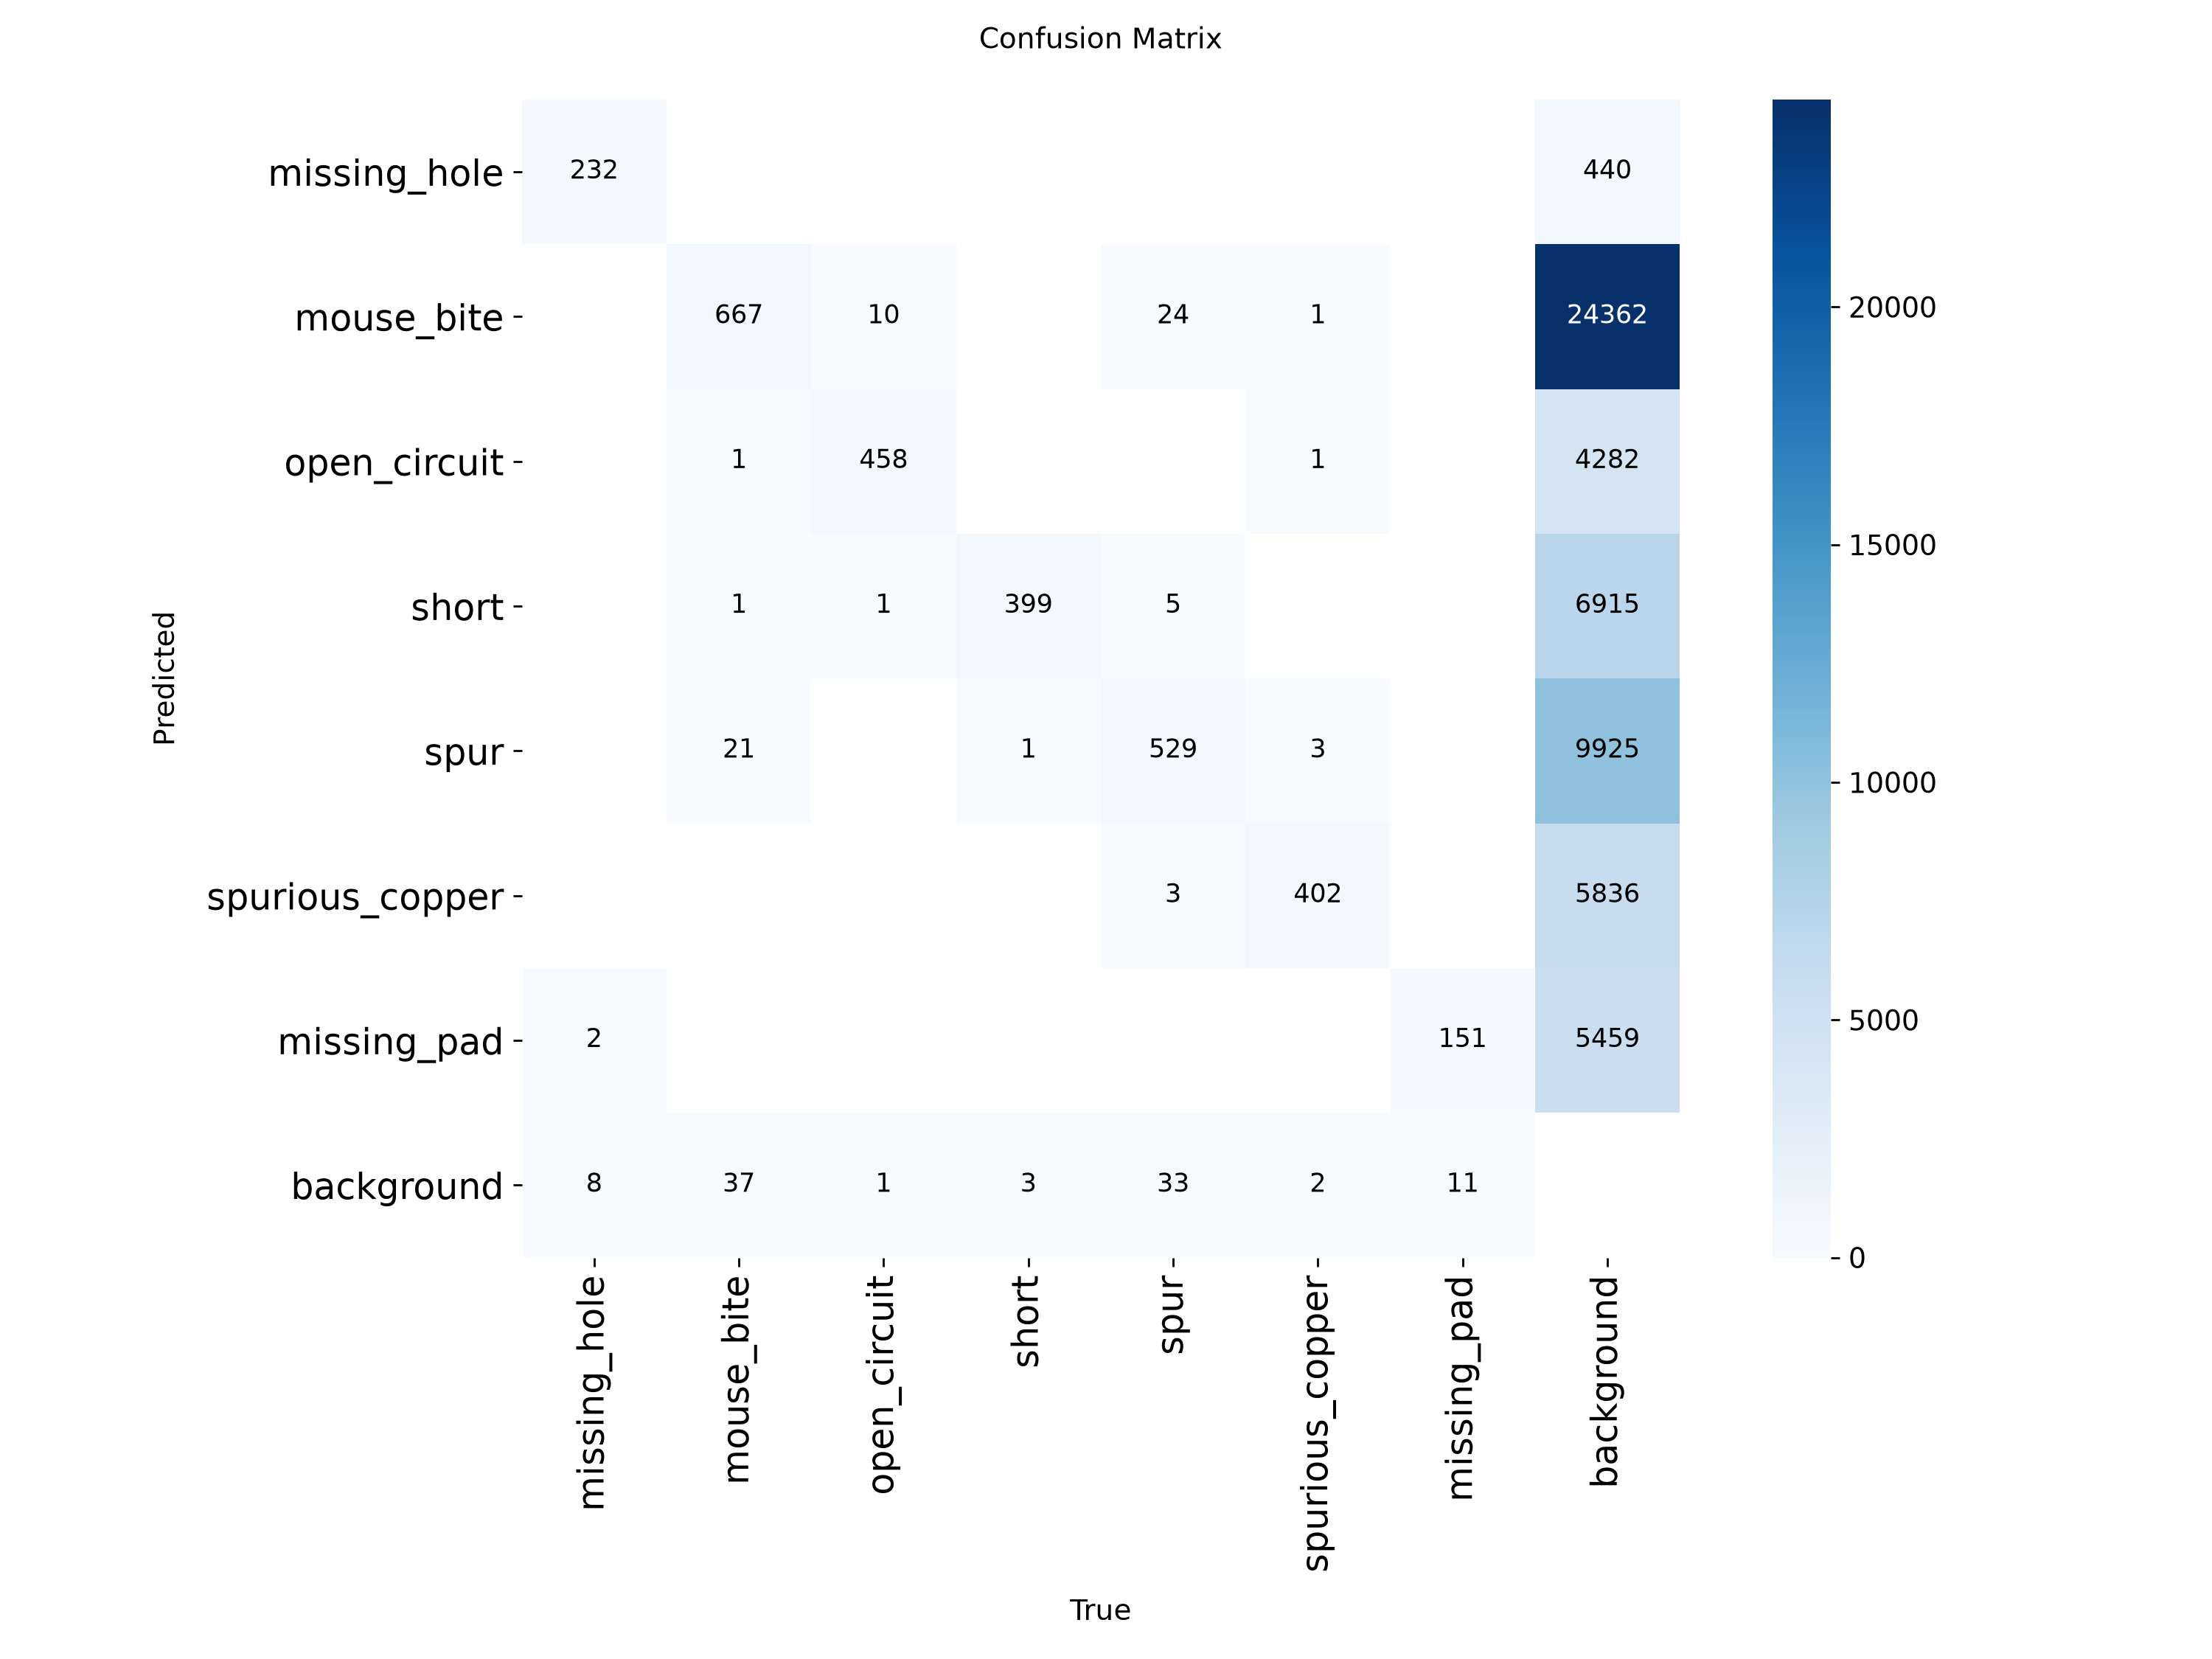 Confusion Matrix
missing_hole 232 440
mouse_bite 667 10 24 1 24362
20000
open_circuit 1 458 1 4282
15000
short 1 1 399 5 6915
Predicted
spur 21 1 529 3 9925
10000
spurious_copper 3 402 5836
5000
missing_pad 2 151 5459
background 8 37 1 3 33 2 11
0
missing_hole
mouse_bite
open_circuit
short
spur
spurious_copper
missing_pad
background
True